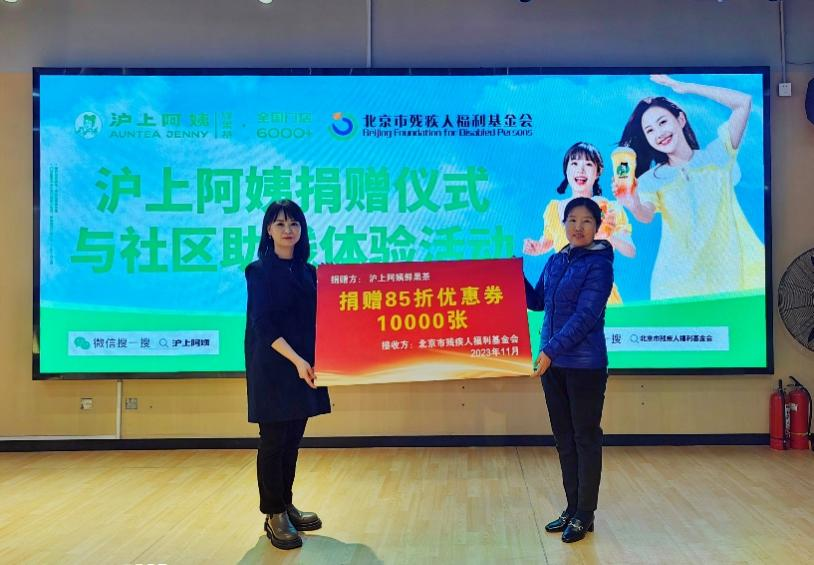 沪上阿姨
AUNTEA JENNY
全国门店
6000+
北京市残疾人福利基金会
Beijing Foundation for Disabled Persons
沪上阿姨捐赠仪式
与社区助残体验活动
捐赠方：沪上阿姨鲜果茶
捐赠85折优惠券
10000张
接收方：北京市残疾人福利基金会
2023年11月
微信搜一搜
沪上阿姨
一搜
北京市残疾人福利基金会